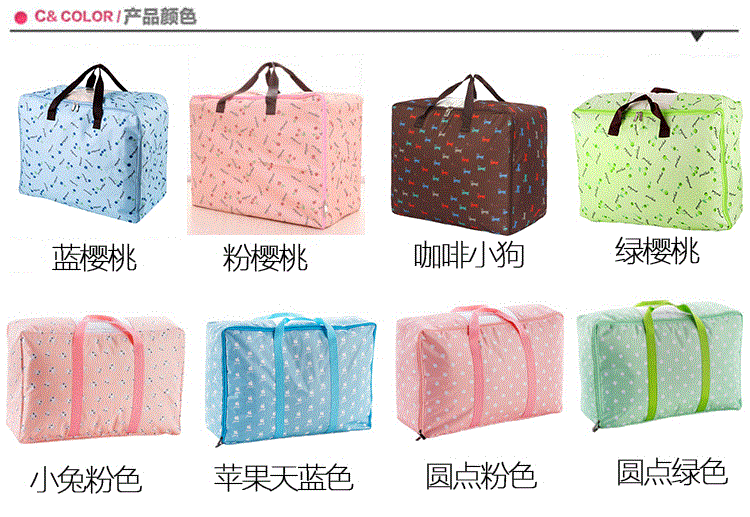 C& COLOR / 产品颜色
蓝樱桃
粉樱桃
咖啡小狗
绿樱桃
小兔粉色
苹果天蓝色
圆点粉色
圆点绿色